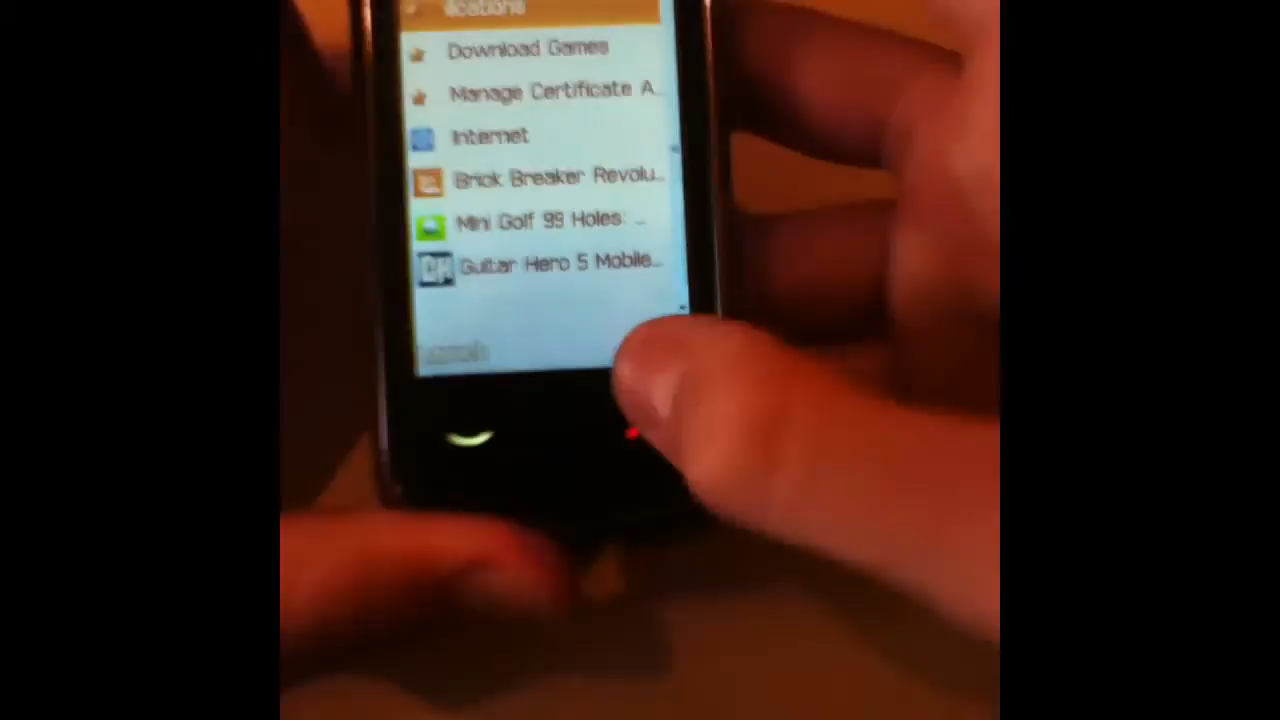 Download Games
Manage Certificate A..
Internet
Brick Breaker Revolu...
Mini Golf 99 Holes: ...
Guitar Hero 5 Mobile...